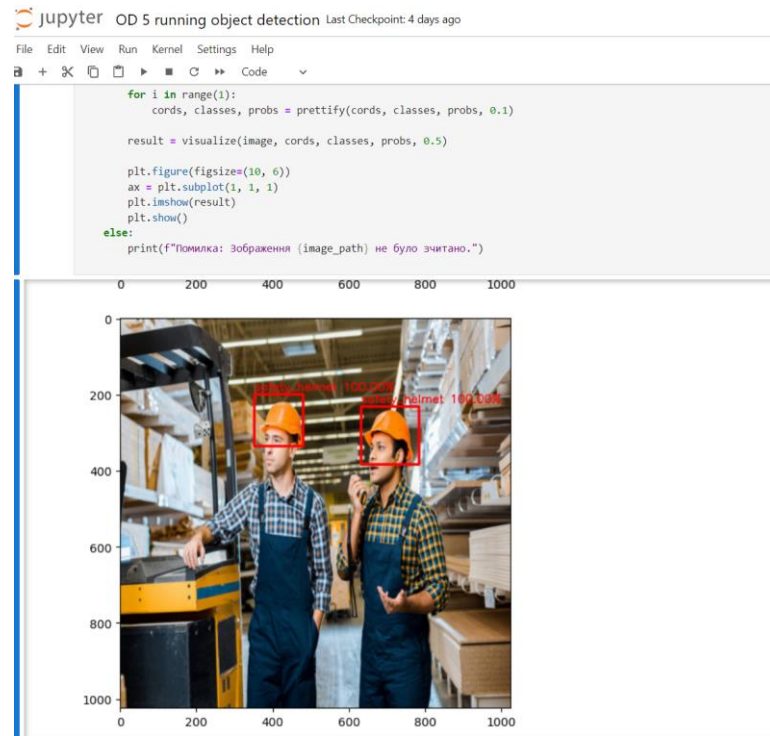 jupyter OD 5 running object detection Last Checkpoint: 4 days ago
File Edit View Run Kernel Settings Help
Code
for i in range(1):
cords, classes, probs = prettify(cords, classes, probs, 0.1)
result = visualize(image, cords, classes, probs, 0.5)
plt.figure(figsize=(10, 6))
ax = plt.subplot(1, 1, 1)
plt.imshow(result)
plt.show()
else:
print(f"Помилка: Зображення {image_path} не було зчитано.")
0 200 400 600 800 1000
0
200
safety_helmet 100.00%
safety_helmet 100.00%
400
600
800
1000
0 200 400 600 800 1000